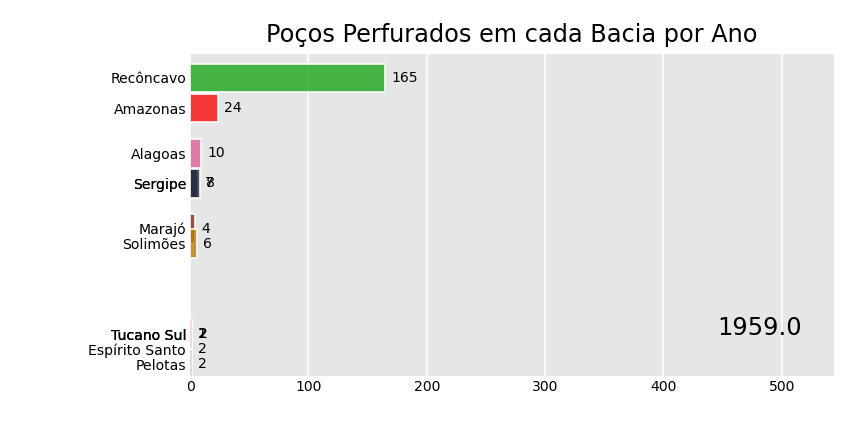 Poços Perfurados em cada Bacia por Ano
Recôncavo 165
Amazonas 24
Alagoas 10
Sergipe 8
Marajó 4
Solimões 6
1959.0
Tucano Sul
Espírito Santo 2
Pelotas 2
0 100 200 300 400 500